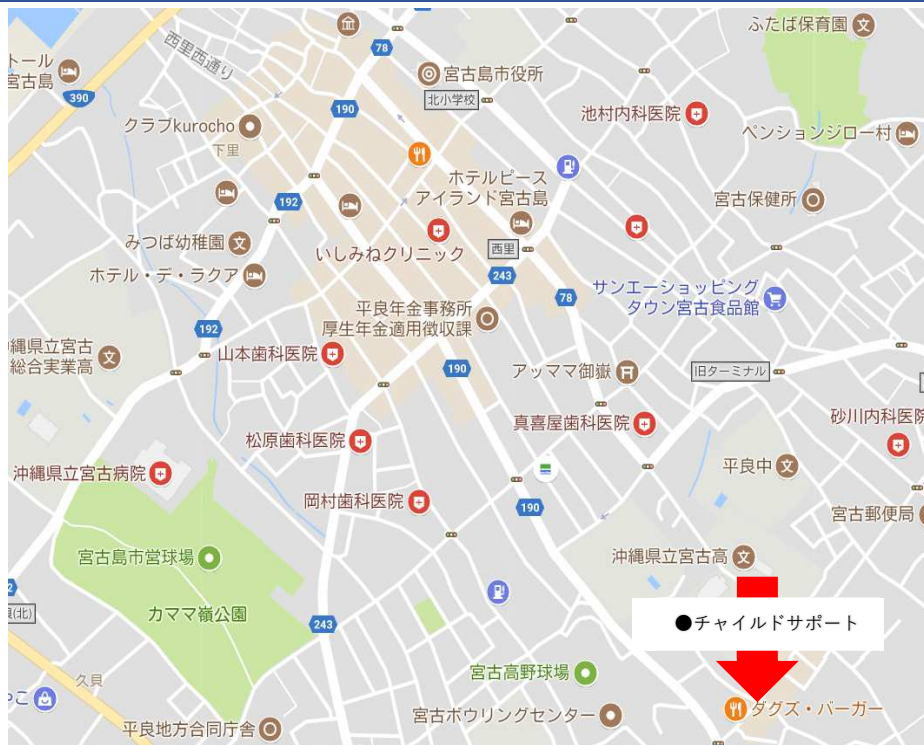 ふたば保育園
トール
宮古島
西里西通り
78
宮古島市役所
390
北小学校
190
池村内科医院
クラブkurocho
下里
ペンションジロー村
ホテルピース
アイランド宮古島
192
宮古保健所
みつば幼稚園
いしみねクリニック
西里
ホテル・デ・ラクア
243
サンエーショッピング
タウン宮古食品館
78
平良年金事務所
厚生年金適用徴収課
192
縄県立宮古
総合実業高
山本歯科医院
190
アッママ御嶽
旧ターミナル
真喜屋歯科医院
砂川内科医院
松原歯科医院
沖縄県立宮古病院
平良中
岡村歯科医院
190
宮古郵便局
宮古島市営球場
沖縄県立宮古高
カママ嶺公園
(北)
243
●チャイルドサポート
宮古高野球場
久貝
ダグズ・バーガー
宮古ボウリングセンター
平良地方合同庁舎